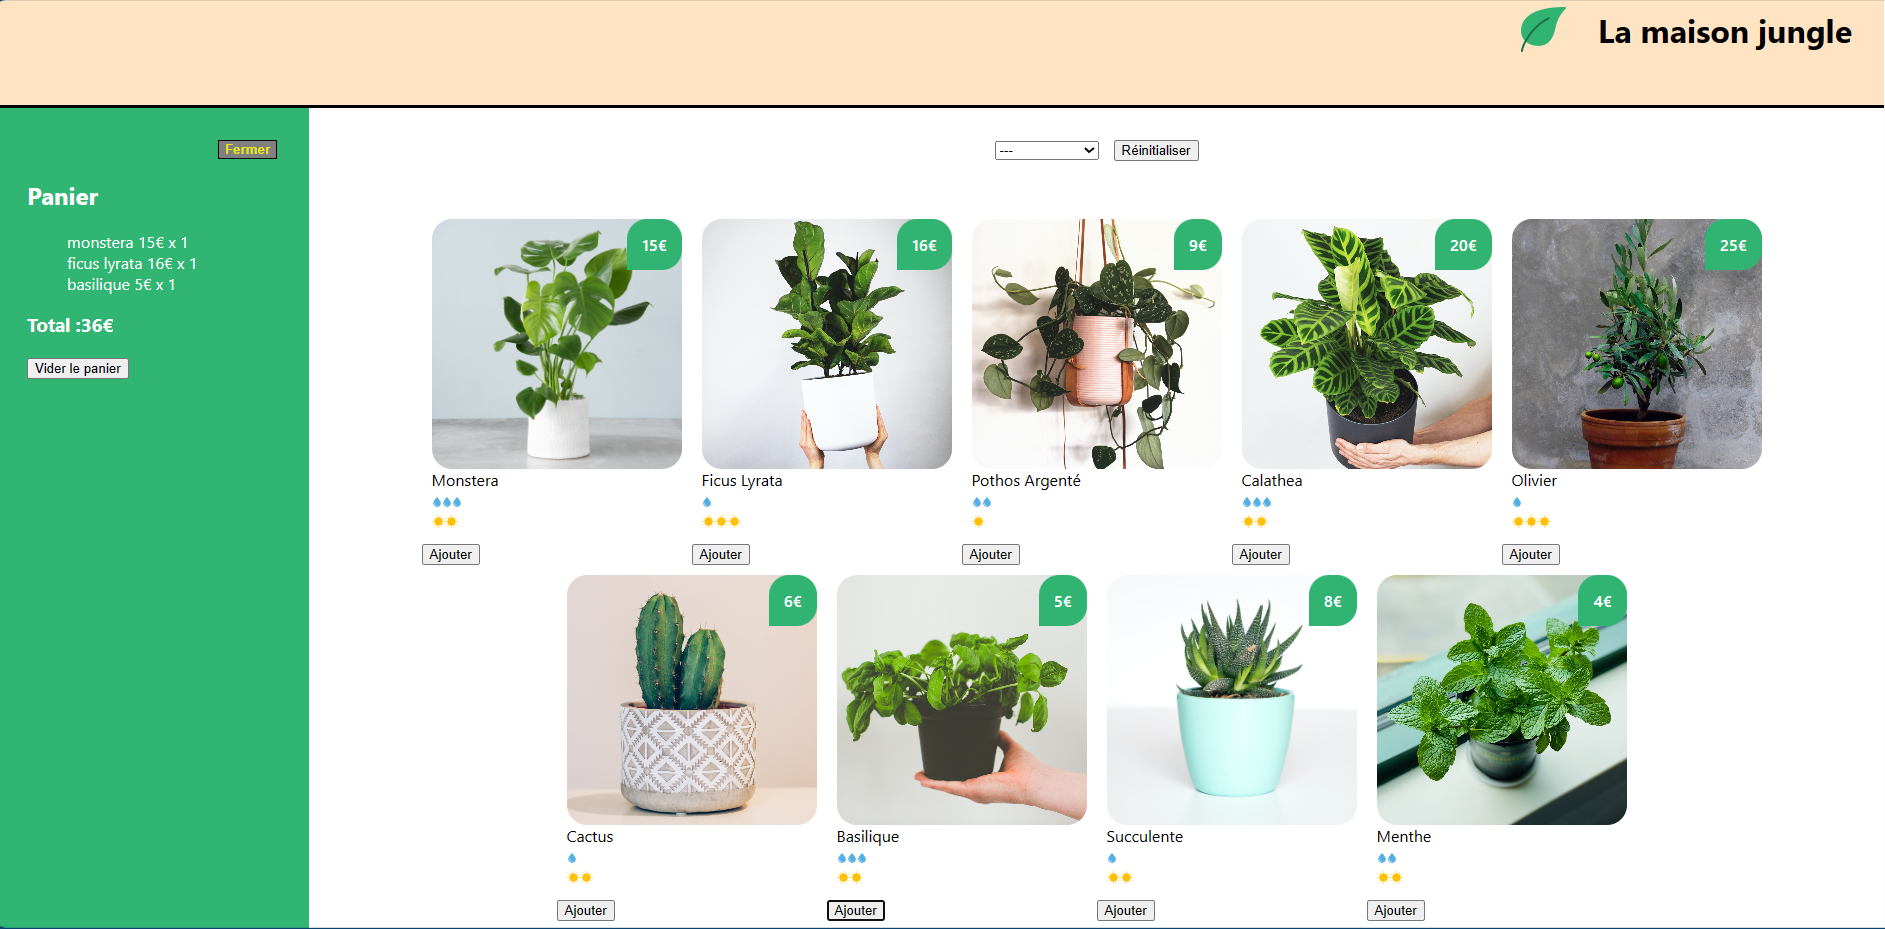 La maison jungle
Fermer
Panier
monstera 15€ x 1
ficus lyrata 16€ x 1
basilique 5€ x 1
Total :36€
Vider le panier
---
Réinitialiser
15€
16€
9€
20€
25€
Monstera
Ficus Lyrata
Pothos Argenté
Calathea
Olivier
Ajouter
Ajouter
Ajouter
Ajouter
Ajouter
6€
5€
8€
4€
Cactus
Basilique
Succulente
Menthe
Ajouter
Ajouter
Ajouter
Ajouter